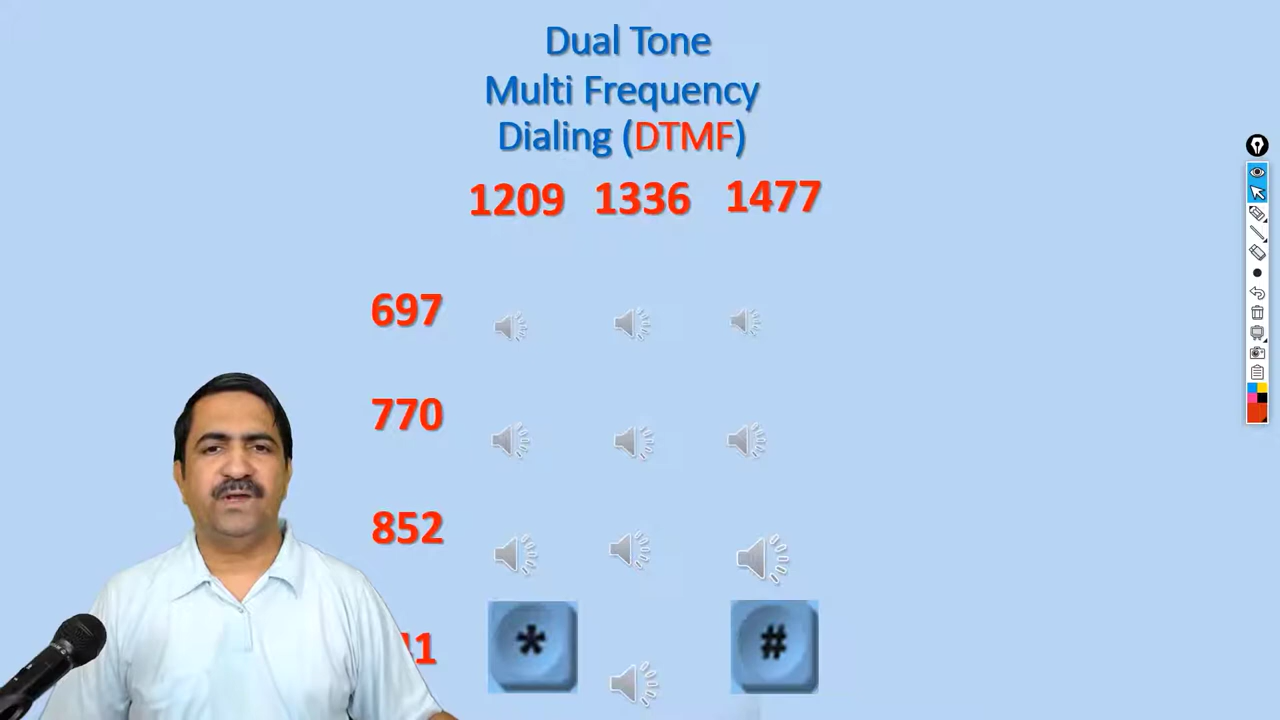 Dual Tone
Multi Frequency
Dialing (DTMF)
1209 1336 1477
697
770
852
* #